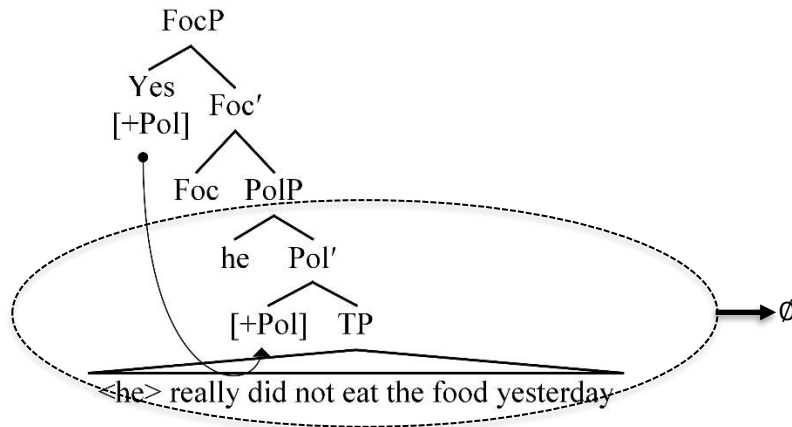 FocP
Yes Foc′
[+Pol]
Foc PolP
he Pol′
[+Pol] TP
∅
<he> really did not eat the food yesterday